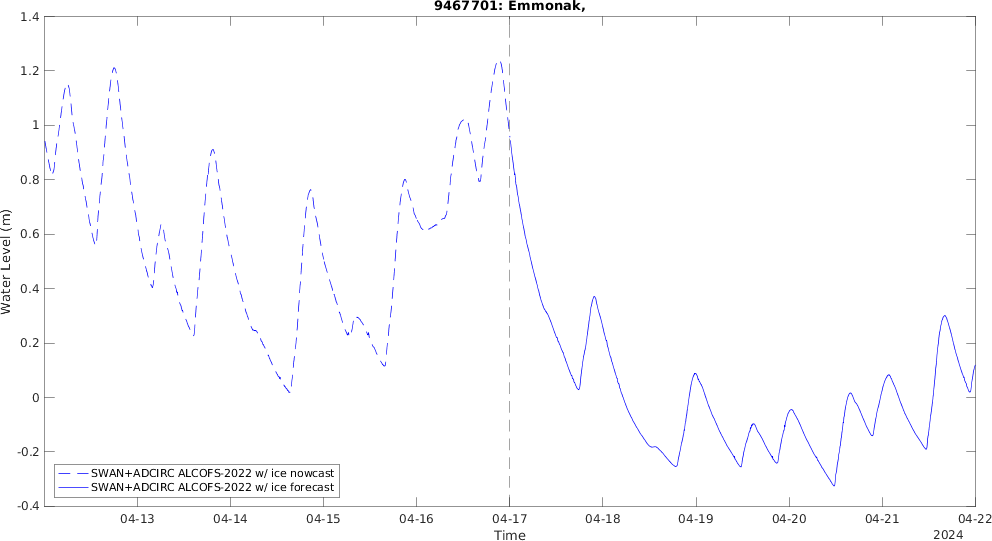 9467701: Emmonak,
1.4
1.2
1
0.8
0.6
0.4
0.2
0
-0.2
-0.4
Water Level (m)
SWAN+ADCIRC ALCOFS-2022 w/ ice nowcast
SWAN+ADCIRC ALCOFS-2022 w/ ice forecast
04-13 04-14 04-15 04-16 04-17 04-18 04-19 04-20 04-21 04-22
Time
2024